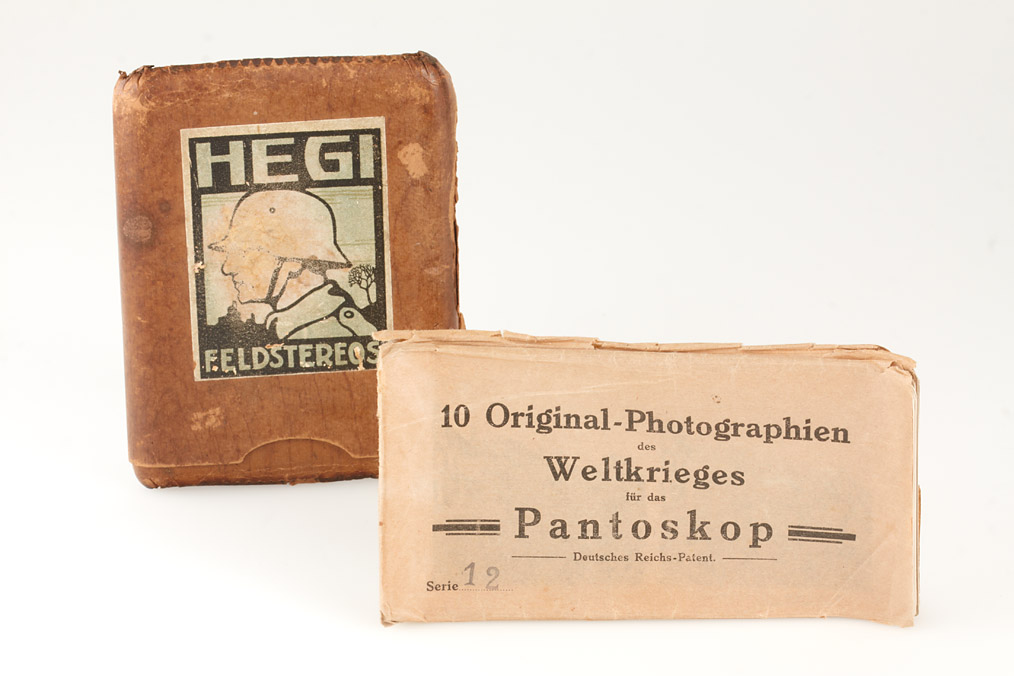 HEGI
FELDSTEREOS
10 Original-Photographien
des
Weltkrieges
für das
Pantoskop
Deutsches Reichs-Patent.
Serie 12